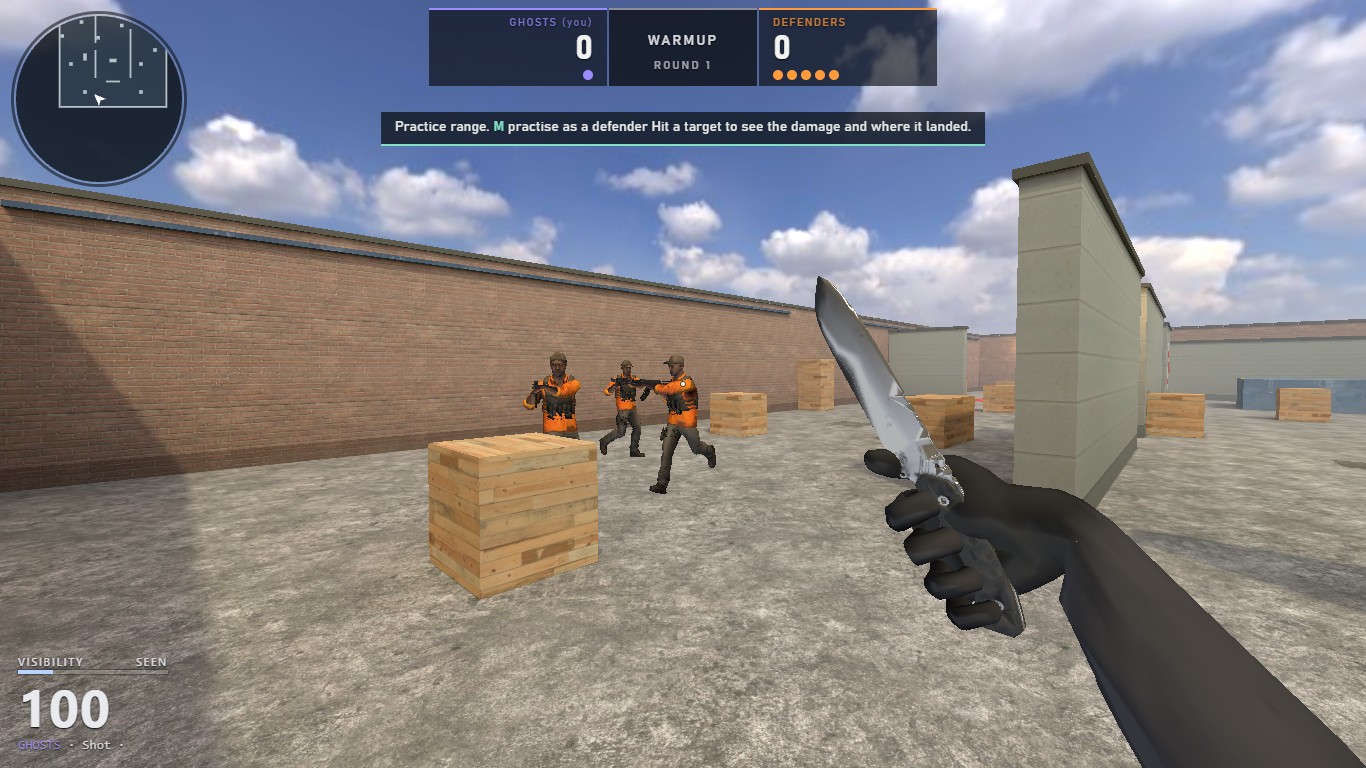 GHOSTS (you)
0
WARMUP
ROUND 1
DEFENDERS
0
Practice range. M practise as a defender Hit a target to see the damage and where it landed.
VISIBILITY SEEN
100
GHOSTS · Shot ·